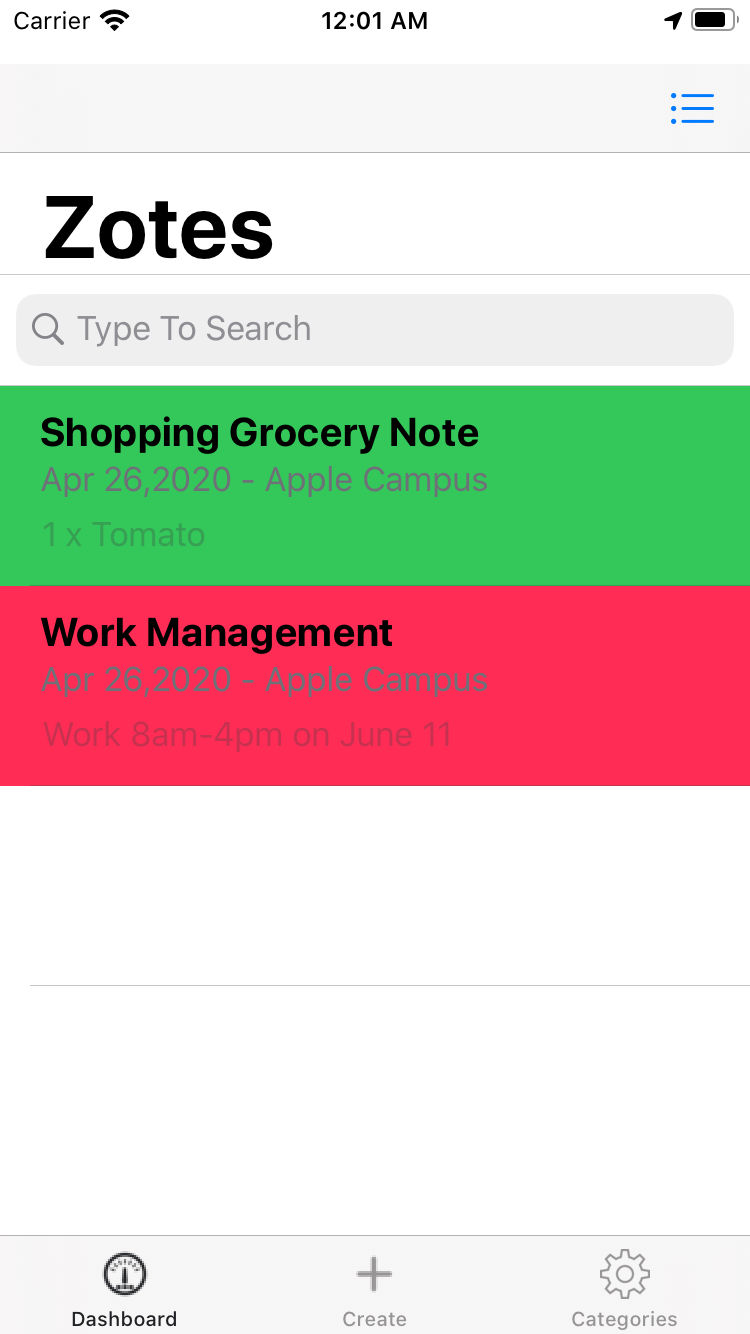 Carrier 12:01 AM
Zotes
Type To Search
Shopping Grocery Note
Apr 26,2020 - Apple Campus
1 x Tomato
Work Management
Apr 26,2020 - Apple Campus
Work 8am-4pm on June 11
Dashboard Create Categories